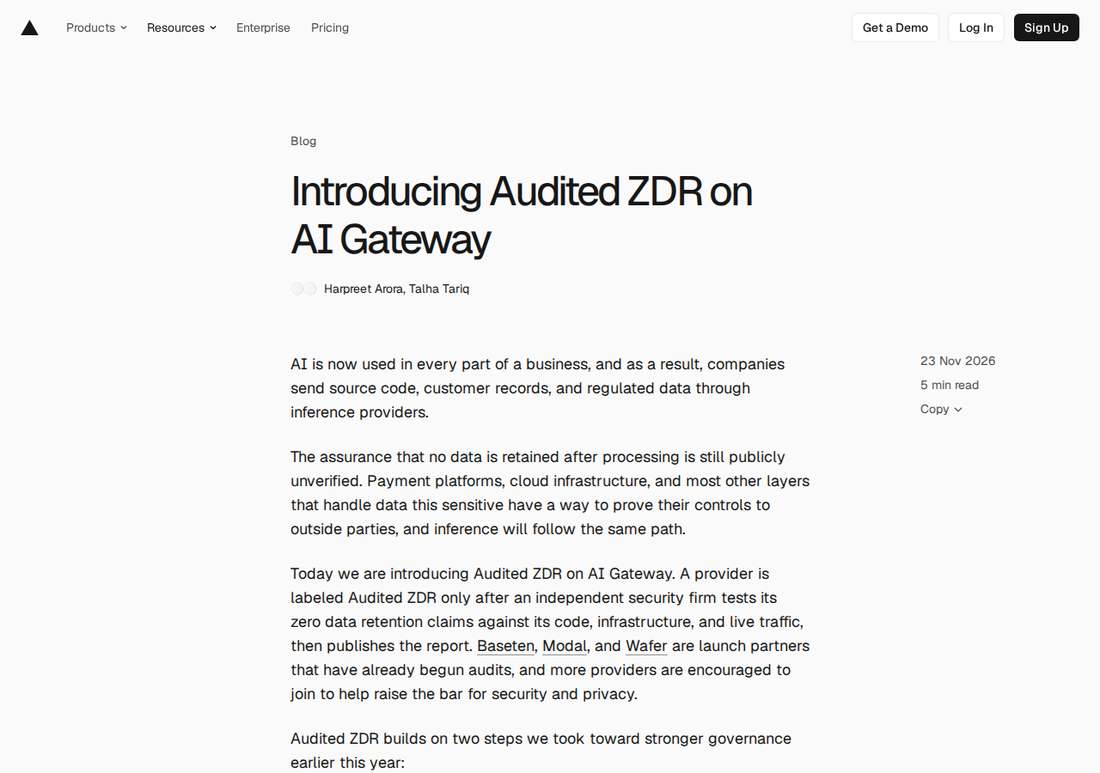 Products
Resources
Enterprise
Pricing
Get a Demo
Log In
Sign Up
Blog
Introducing Audited ZDR on
AI Gateway
Harpreet Arora, Talha Tariq
AI is now used in every part of a business, and as a result, companies
send source code, customer records, and regulated data through
inference providers.
23 Nov 2026
5 min read
Copy
The assurance that no data is retained after processing is still publicly
unverified. Payment platforms, cloud infrastructure, and most other layers
that handle data this sensitive have a way to prove their controls to
outside parties, and inference will follow the same path.
Today we are introducing Audited ZDR on AI Gateway. A provider is
labeled Audited ZDR only after an independent security firm tests its
zero data retention claims against its code, infrastructure, and live traffic,
then publishes the report. Baseten, Modal, and Wafer are launch partners
that have already begun audits, and more providers are encouraged to
join to help raise the bar for security and privacy.
Audited ZDR builds on two steps we took toward stronger governance
earlier this year: